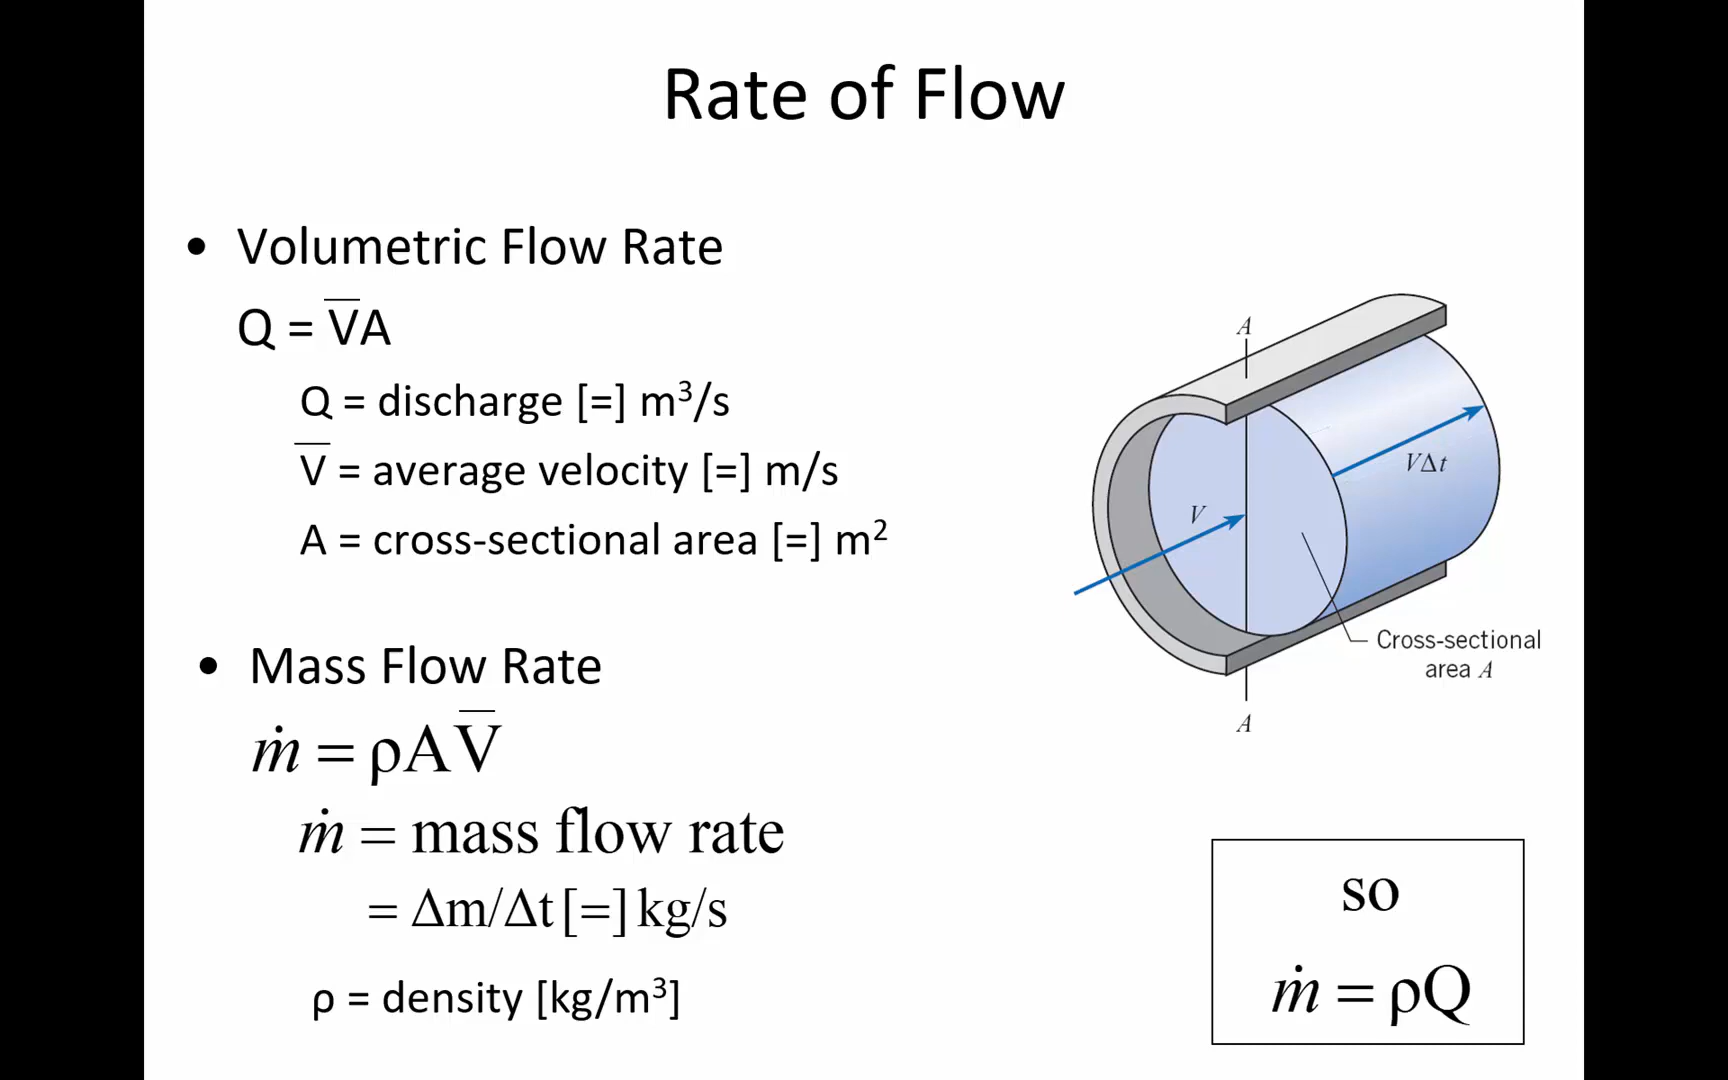 Rate of Flow
• Volumetric Flow Rate
Q = V̅A
Q = discharge [=] m³/s
V̅ = average velocity [=] m/s
A = cross-sectional area [=] m²
• Mass Flow Rate
ṁ = ρAV̅
ṁ = mass flow rate
= Δm/Δt [=] kg/s
ρ = density [kg/m³]
A
VΔt
V
Cross-sectional
area A
A
so
ṁ = ρQ